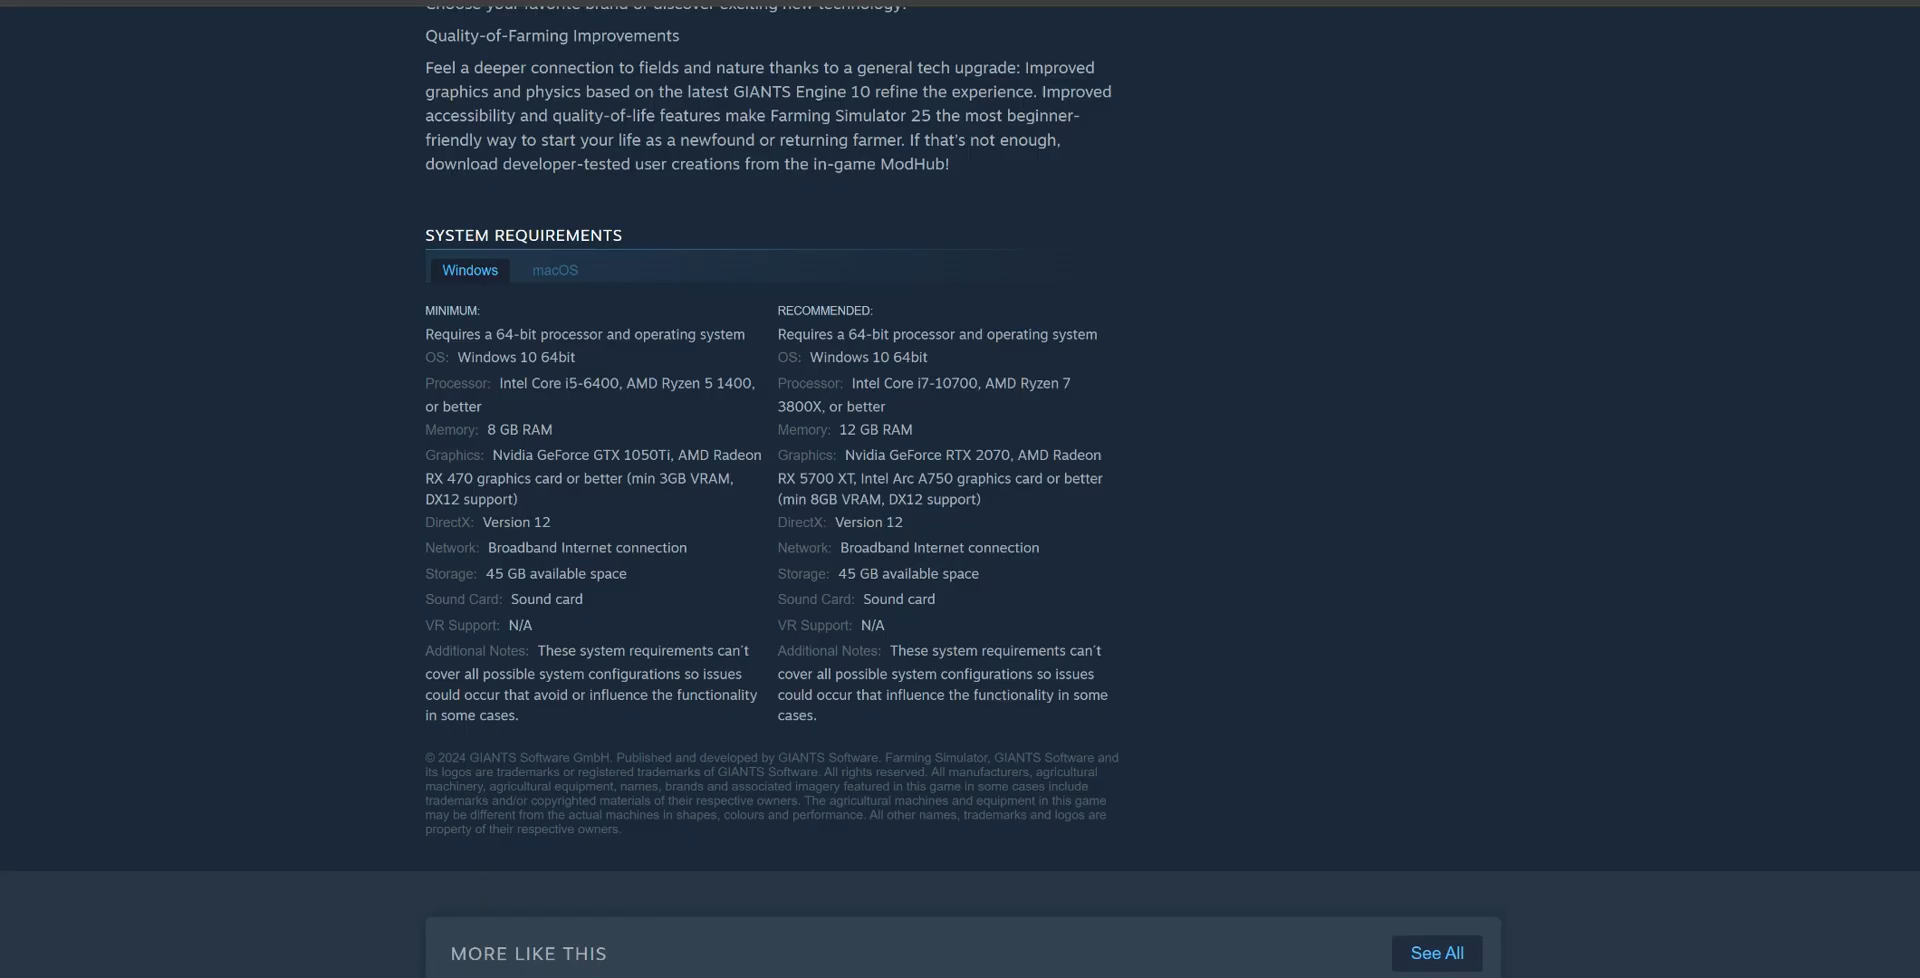 Choose your favorite brand or discover exciting new technology!
Quality-of-Farming Improvements
Feel a deeper connection to fields and nature thanks to a general tech upgrade: Improved
graphics and physics based on the latest GIANTS Engine 10 refine the experience. Improved
accessibility and quality-of-life features make Farming Simulator 25 the most beginner-
friendly way to start your life as a newfound or returning farmer. If that's not enough,
download developer-tested user creations from the in-game ModHub!
SYSTEM REQUIREMENTS
Windows macOS
MINIMUM:
Requires a 64-bit processor and operating system
OS: Windows 10 64bit
Processor: Intel Core i5-6400, AMD Ryzen 5 1400,
or better
Memory: 8 GB RAM
Graphics: Nvidia GeForce GTX 1050Ti, AMD Radeon
RX 470 graphics card or better (min 3GB VRAM,
DX12 support)
DirectX: Version 12
Network: Broadband Internet connection
Storage: 45 GB available space
Sound Card: Sound card
VR Support: N/A
Additional Notes: These system requirements can't
cover all possible system configurations so issues
could occur that avoid or influence the functionality
in some cases.
RECOMMENDED:
Requires a 64-bit processor and operating system
OS: Windows 10 64bit
Processor: Intel Core i7-10700, AMD Ryzen 7
3800X, or better
Memory: 12 GB RAM
Graphics: Nvidia GeForce RTX 2070, AMD Radeon
RX 5700 XT, Intel Arc A750 graphics card or better
(min 8GB VRAM, DX12 support)
DirectX: Version 12
Network: Broadband Internet connection
Storage: 45 GB available space
Sound Card: Sound card
VR Support: N/A
Additional Notes: These system requirements can't
cover all possible system configurations so issues
could occur that influence the functionality in some
cases.
© 2024 GIANTS Software GmbH. Published and developed by GIANTS Software. Farming Simulator, GIANTS Software and
its logos are trademarks or registered trademarks of GIANTS Software. All rights reserved. All manufacturers, agricultural
machinery, agricultural equipment, names, brands and associated imagery featured in this game in some cases include
trademarks and/or copyrighted materials of their respective owners. The agricultural machines and equipment in this game
may be different from the actual machines in shapes, colours and performance. All other names, trademarks and logos are
property of their respective owners.
MORE LIKE THIS
See All